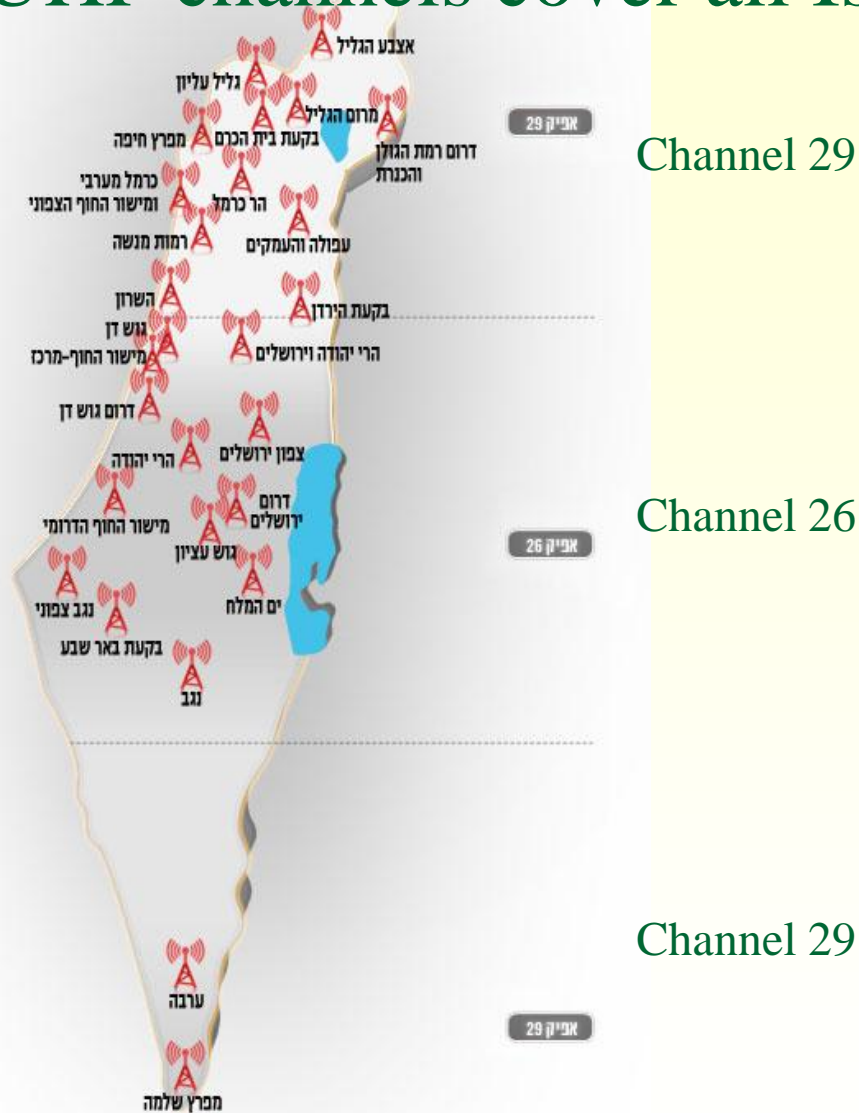 UHF channels cover all Is
אצבע הגליל
גליל עליון
מרום הגליל
בקעת בית הכרם
מפרץ חיפה
דרום רמת הגולן
והכנרת
אפיק 29
Channel 29
כרמל מערבי
ומישור החוף הצפוני
הר כרמל
רמות מנשה
עפולה והעמקים
השרון
בקעת הירדן
גוש דן
מישור החוף-מרכז
הרי יהודה וירושלים
דרום גוש דן
צפון ירושלים
הרי יהודה
דרום
ירושלים
מישור החוף הדרומי
גוש עציון
אפיק 26
Channel 26
ים המלח
נגב צפוני
בקעת באר שבע
נגב
Channel 29
ערבה
אפיק 29
מפרץ שלמה